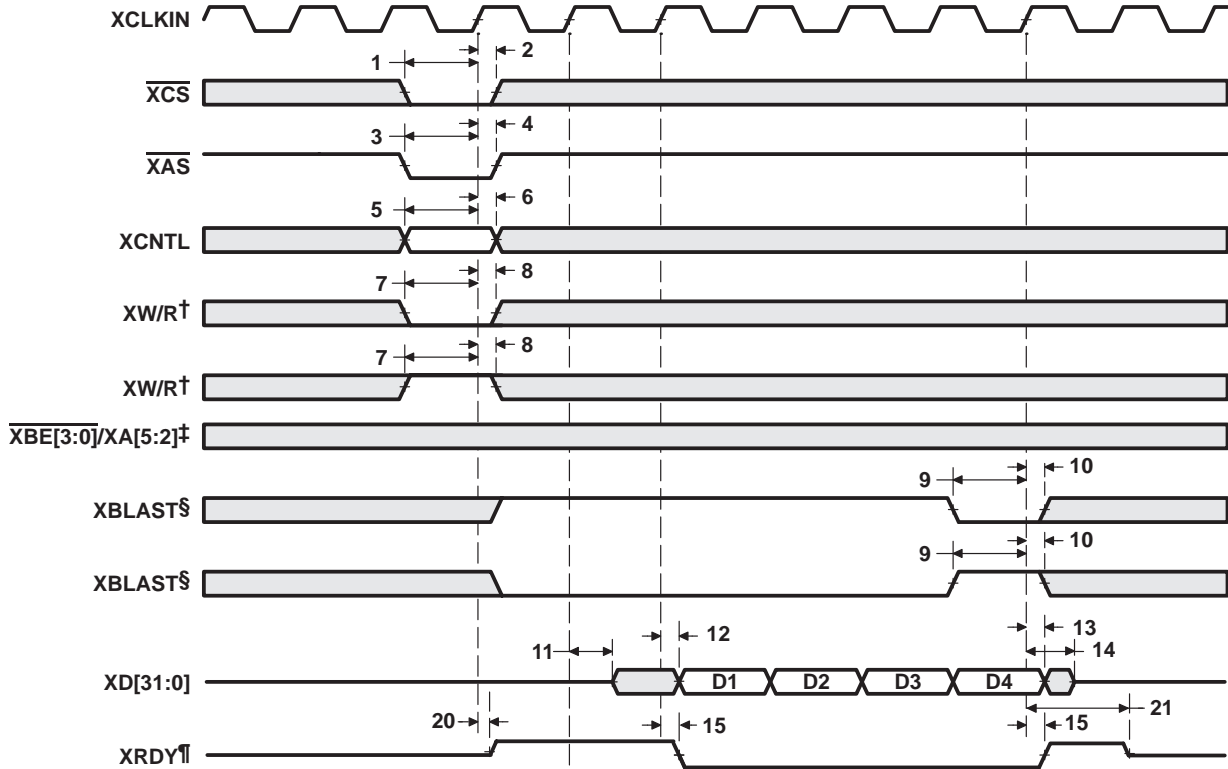 XCLKIN
2
1
XCS
4
3
XAS
6
5
XCNTL
8
7
XW/R†
8
7
XW/R†
XBE[3:0]/XA[5:2]‡
10
9
XBLAST§
10
9
XBLAST§
13
12
11
14
XD[31:0] D1 D2 D3 D4
21
20 15 15
XRDY¶